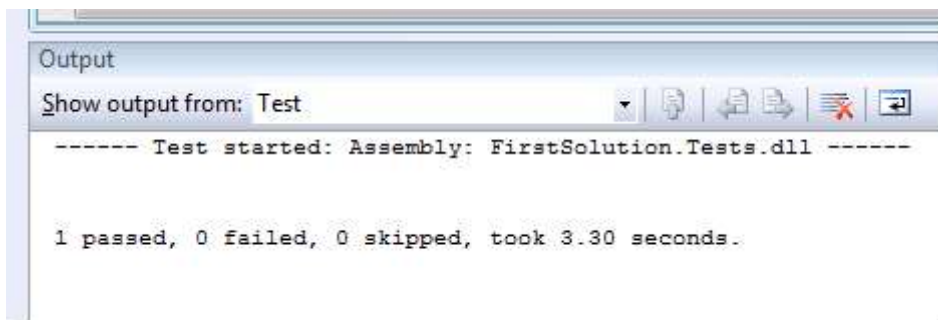 Output
Show output from: Test
------ Test started: Assembly: FirstSolution.Tests.dll ------
1 passed, 0 failed, 0 skipped, took 3.30 seconds.